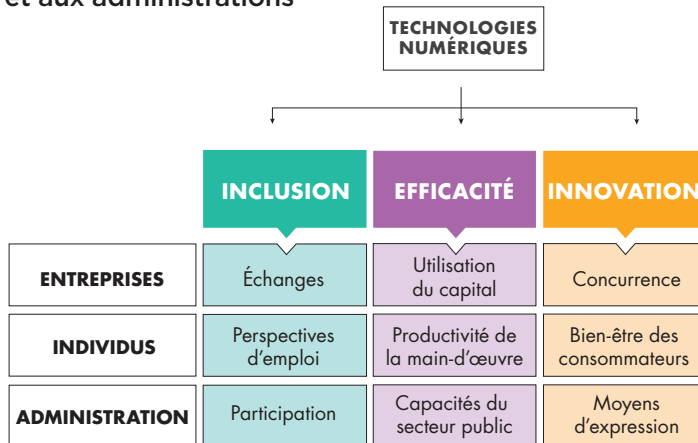 et aux administrations
TECHNOLOGIES
NUMÉRIQUES
INCLUSION
EFFICACITÉ
INNOVATION
ENTREPRISES
Échanges
Utilisation
du capital
Concurrence
INDIVIDUS
Perspectives
d'emploi
Productivité de
la main-d'œuvre
Bien-être des
consommateurs
ADMINISTRATION
Participation
Capacités du
secteur public
Moyens
d'expression